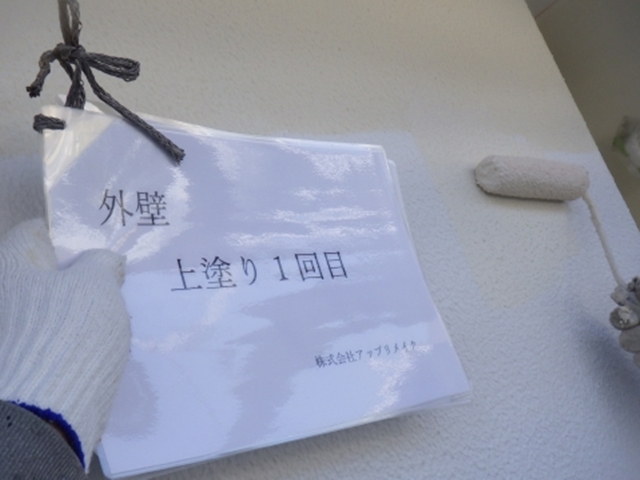 外壁
上塗り１回目
株式会社アップリメイク